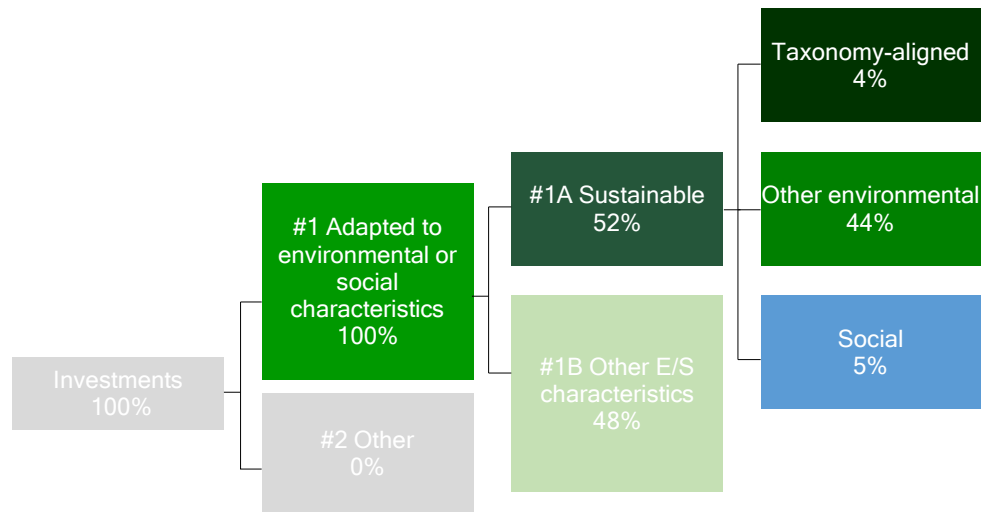 Investments
100%
#1 Adapted to
environmental or
social
characteristics
100%
#2 Other
0%
#1A Sustainable
52%
#1B Other E/S
characteristics
48%
Taxonomy-aligned
4%
Other environmental
44%
Social
5%